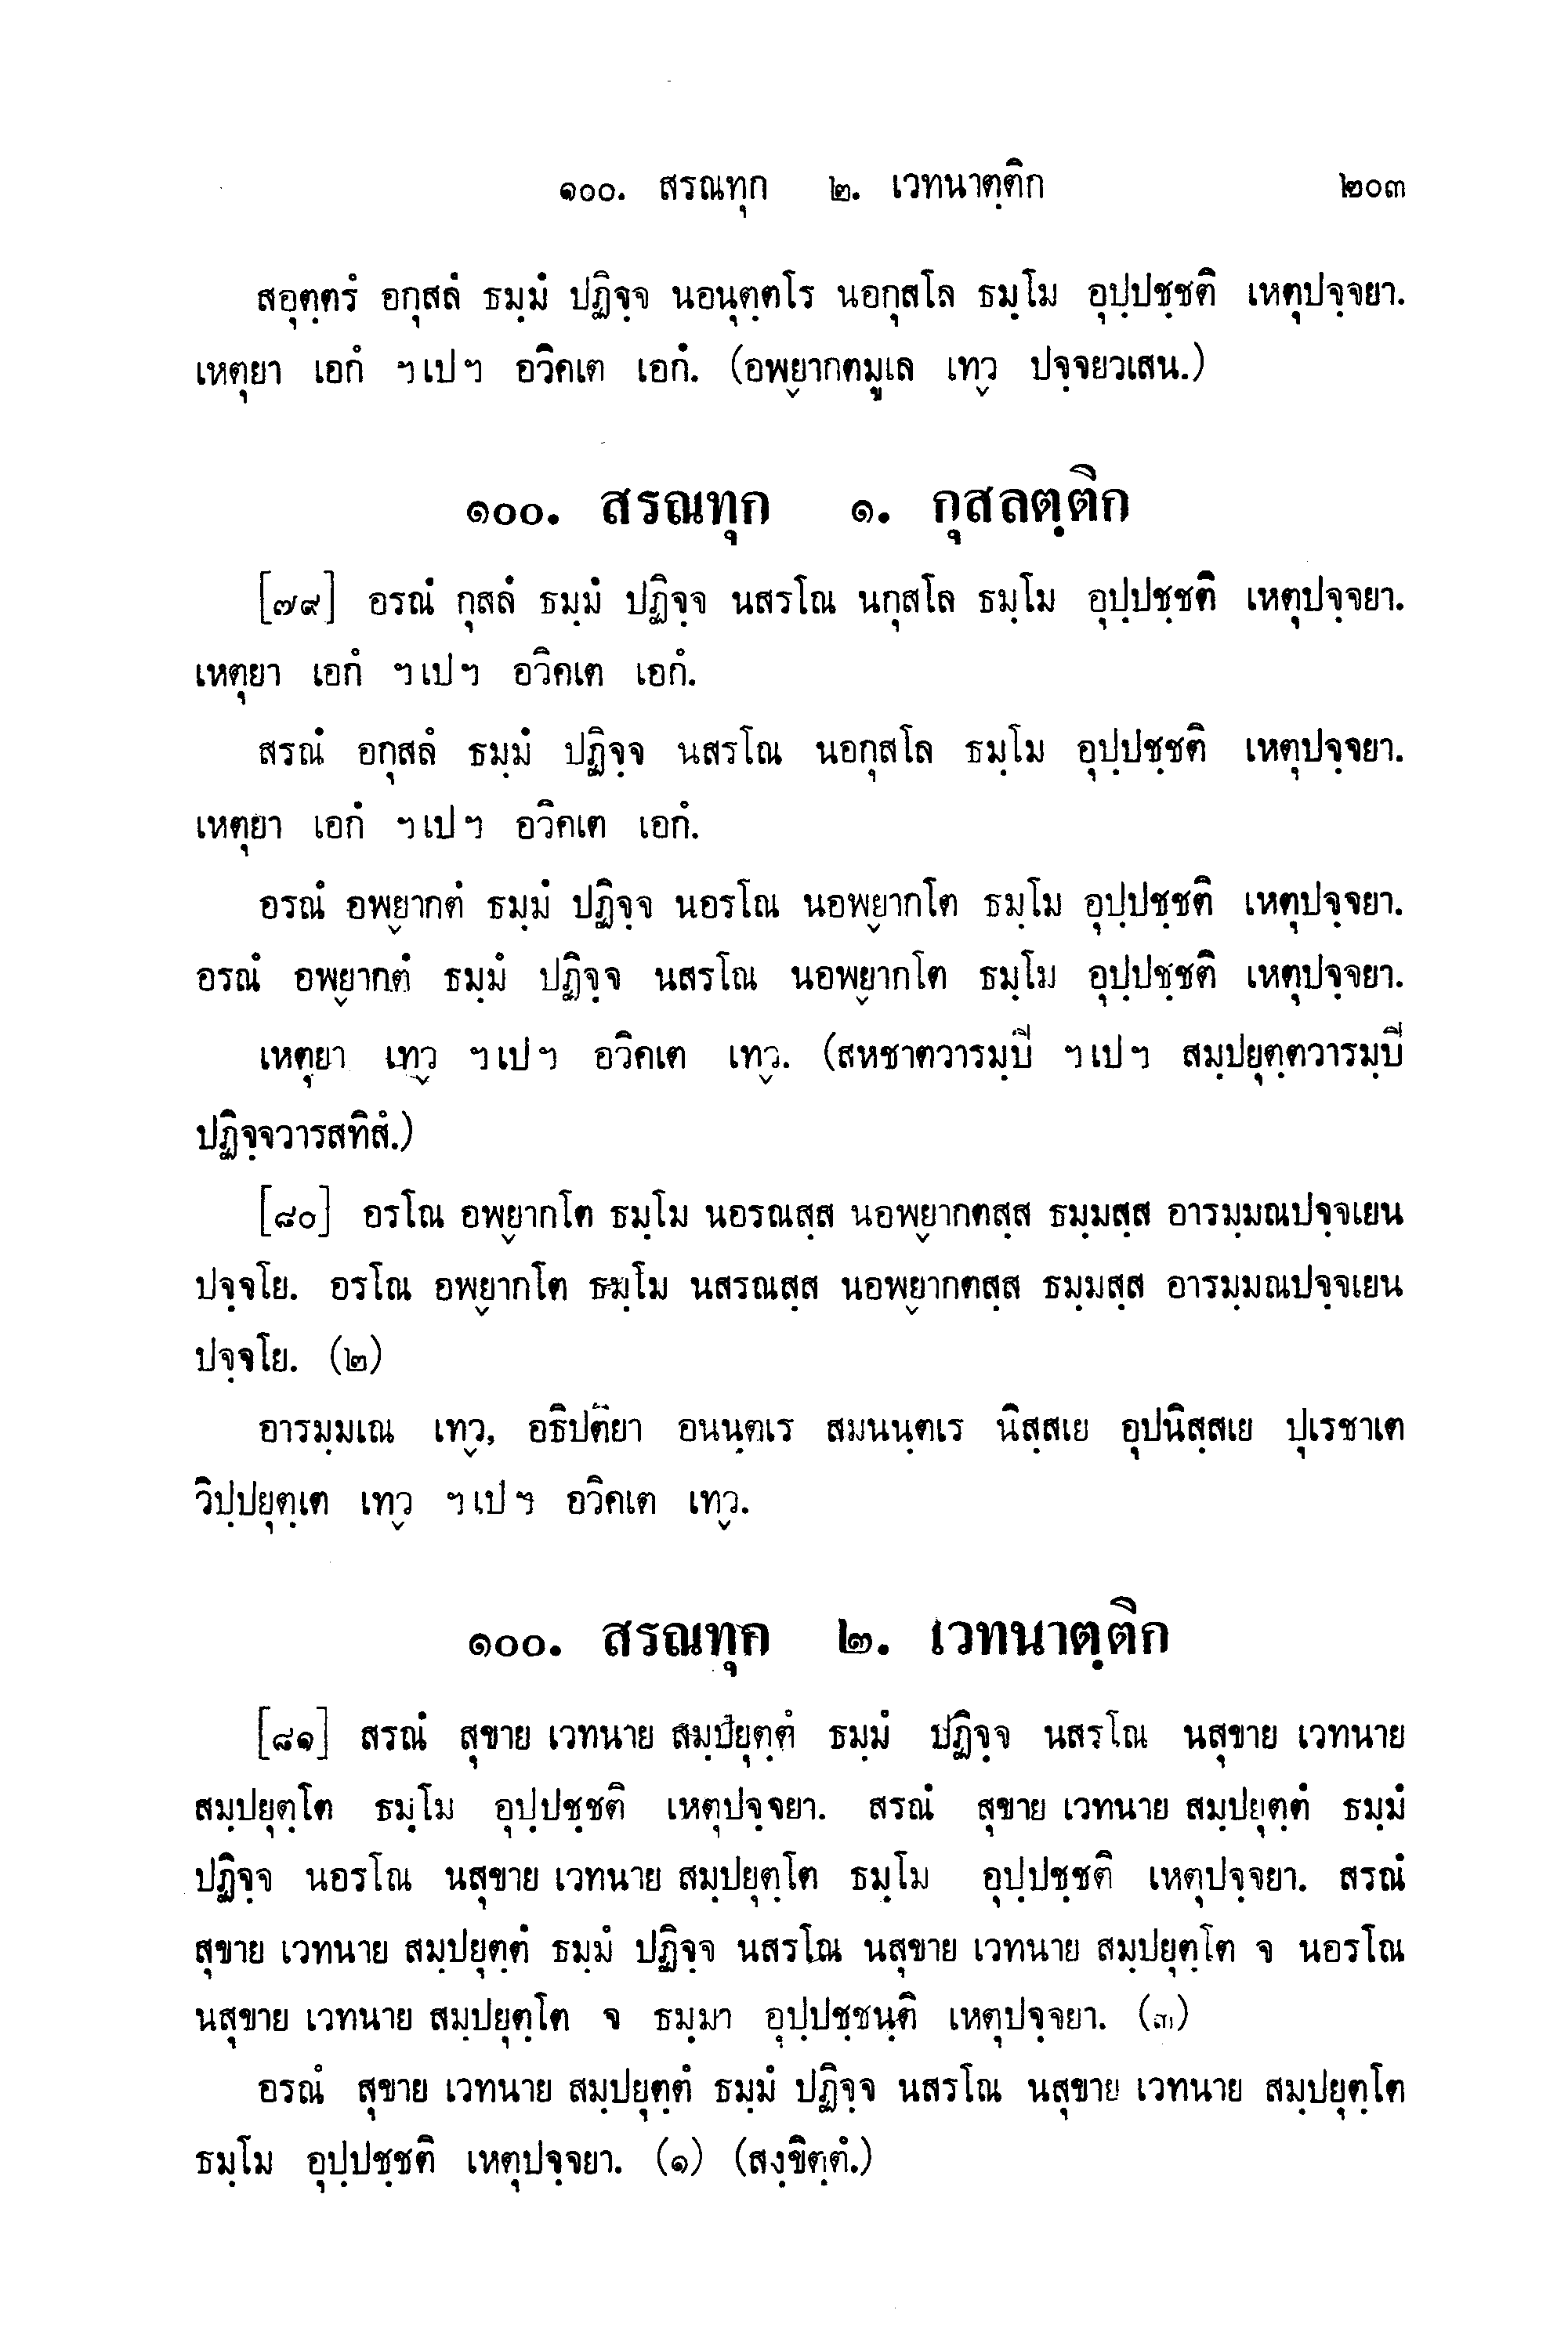 ๑๐๐. สรณทุก ๒. เวทนาตฺติก ๒๐๓
สอุตฺตรํ อกุสลํ ธมฺมํ ปฏิจฺจ นอนุตฺตโร นอกุสโล ธมฺโม อุปฺปชฺชติ เหตุปจฺจยา.
เหตุยา เอกํ ฯเปฯ อวิคเต เอกํ. (อพฺยากตมูเล เทฺว ปจฺจยวเสน.)
๑๐๐. สรณทุก ๑. กุสลตฺติก
[๗๙] อรณํ กุสลํ ธมฺมํ ปฏิจฺจ นสรโณ นกุสโล ธมฺโม อุปฺปชฺชติ เหตุปจฺจยา.
เหตุยา เอกํ ฯเปฯ อวิคเต เอกํ.
สรณํ อกุสลํ ธมฺมํ ปฏิจฺจ นสรโณ นอกุสโล ธมฺโม อุปฺปชฺชติ เหตุปจฺจยา.
เหตุยา เอกํ ฯเปฯ อวิคเต เอกํ.
อรณํ อพฺยากตํ ธมฺมํ ปฏิจฺจ นอรโณ นอพฺยากโต ธมฺโม อุปฺปชฺชติ เหตุปจฺจยา.
อรณํ อพฺยากตํ ธมฺมํ ปฏิจฺจ นสรโณ นอพฺยากโต ธมฺโม อุปฺปชฺชติ เหตุปจฺจยา.
เหตุยา เทฺว ฯเปฯ อวิคเต เทฺว. (สหชาตวารมฺปิ ฯเปฯ สมฺปยุตฺตวารมฺปิ
ปฏิจฺจวารสทิสํ.)
[๘๐] อรโณ อพฺยากโต ธมฺโม นอรณสฺส นอพฺยากตสฺส ธมฺมสฺส อารมฺมณปจฺจเยน
ปจฺจโย. อรโณ อพฺยากโต ธมฺโม นสรณสฺส นอพฺยากตสฺส ธมฺมสฺส อารมฺมณปจฺจเยน
ปจฺจโย. (๒)
อารมฺมเณ เทฺว, อธิปติยา อนนฺตเร สมนนฺตเร นิสฺสเย อุปนิสฺสเย ปุเรชาเต
วิปฺปยุตฺเต เทฺว ฯเปฯ อวิคเต เทฺว.
๑๐๐. สรณทุก ๒. เวทนาตฺติก
[๘๑] สรณํ สุขาย เวทนาย สมฺปยุตฺตํ ธมฺมํ ปฏิจฺจ นสรโณ นสุขาย เวทนาย
สมฺปยุตฺโต ธมฺโม อุปฺปชฺชติ เหตุปจฺจยา. สรณํ สุขาย เวทนาย สมฺปยุตฺตํ ธมฺมํ
ปฏิจฺจ นอรโณ นสุขาย เวทนาย สมฺปยุตฺโต ธมฺโม อุปฺปชฺชติ เหตุปจฺจยา. สรณํ
สุขาย เวทนาย สมฺปยุตฺตํ ธมฺมํ ปฏิจฺจ นสรโณ นสุขาย เวทนาย สมฺปยุตฺโต จ นอรโณ
นสุขาย เวทนาย สมฺปยุตฺโต จ ธมฺมา อุปฺปชฺชนฺติ เหตุปจฺจยา. (๓)
อรณํ สุขาย เวทนาย สมฺปยุตฺตํ ธมฺมํ ปฏิจฺจ นสรโณ นสุขาย เวทนาย สมฺปยุตฺโต
ธมฺโม อุปฺปชฺชติ เหตุปจฺจยา. (๑) (สงฺขิตฺตํ.)